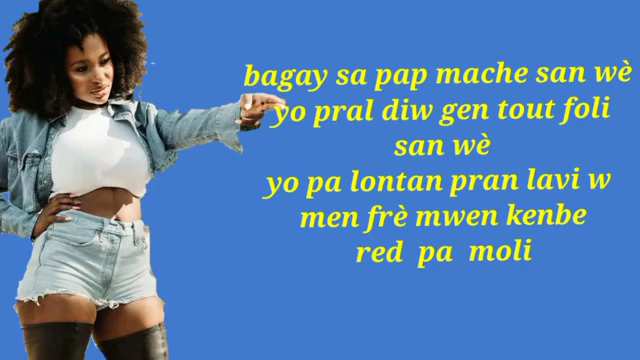 bagay sa pap mache san wè
yo pral diw gen tout foli
san wè
yo pa lontan pran lavi w
men frè mwen kenbe
red pa moli